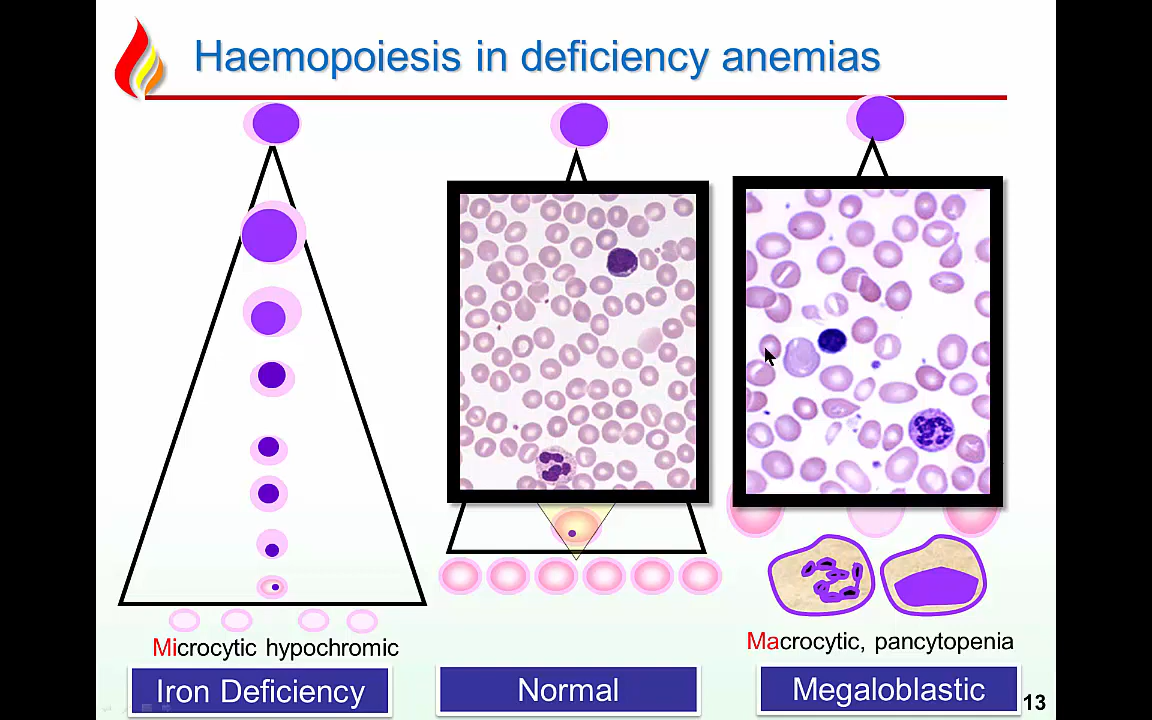 Haemopoiesis in deficiency anemias
Microcytic hypochromic
Macrocytic, pancytopenia
Iron Deficiency
Normal
Megaloblastic
13